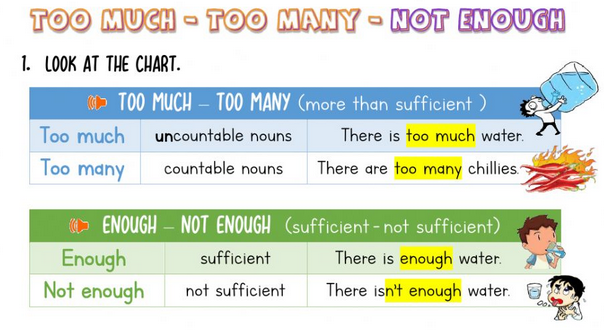 TOO MUCH - TOO MANY - NOT ENOUGH
1. LOOK AT THE CHART.
TOO MUCH – TOO MANY (more than sufficient )
Too much uncountable nouns There is too much water.
Too many countable nouns There are too many chillies.
ENOUGH – NOT ENOUGH (sufficient - not sufficient)
Enough sufficient There is enough water.
Not enough not sufficient There isn't enough water.